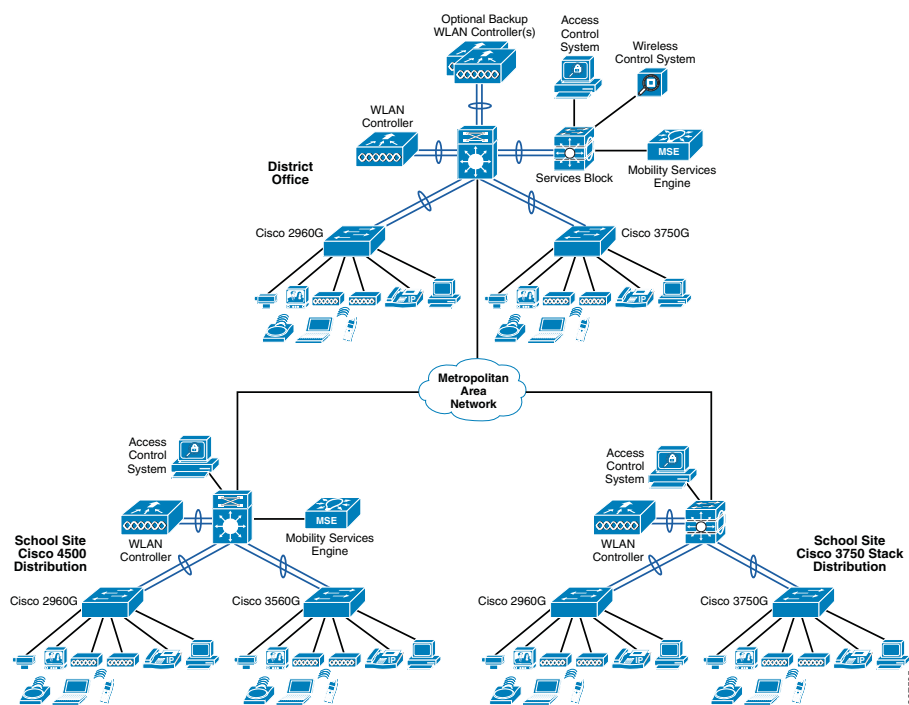 Optional Backup
WLAN Controller(s)
Access
Control
System
Wireless
Control System
WLAN
Controller
MSE
District
Office
Services Block
Mobility Services
Engine
Cisco 2960G
Cisco 3750G
IP
IP
Metropolitan
Area
Network
Access
Control
System
Access
Control
System
MSE
School Site
Cisco 4500
Distribution
WLAN
Controller
Mobility Services
Engine
WLAN
Controller
School Site
Cisco 3750 Stack
Distribution
Cisco 2960G
Cisco 3560G
Cisco 2960G
Cisco 3750G
IP
IP
IP
IP